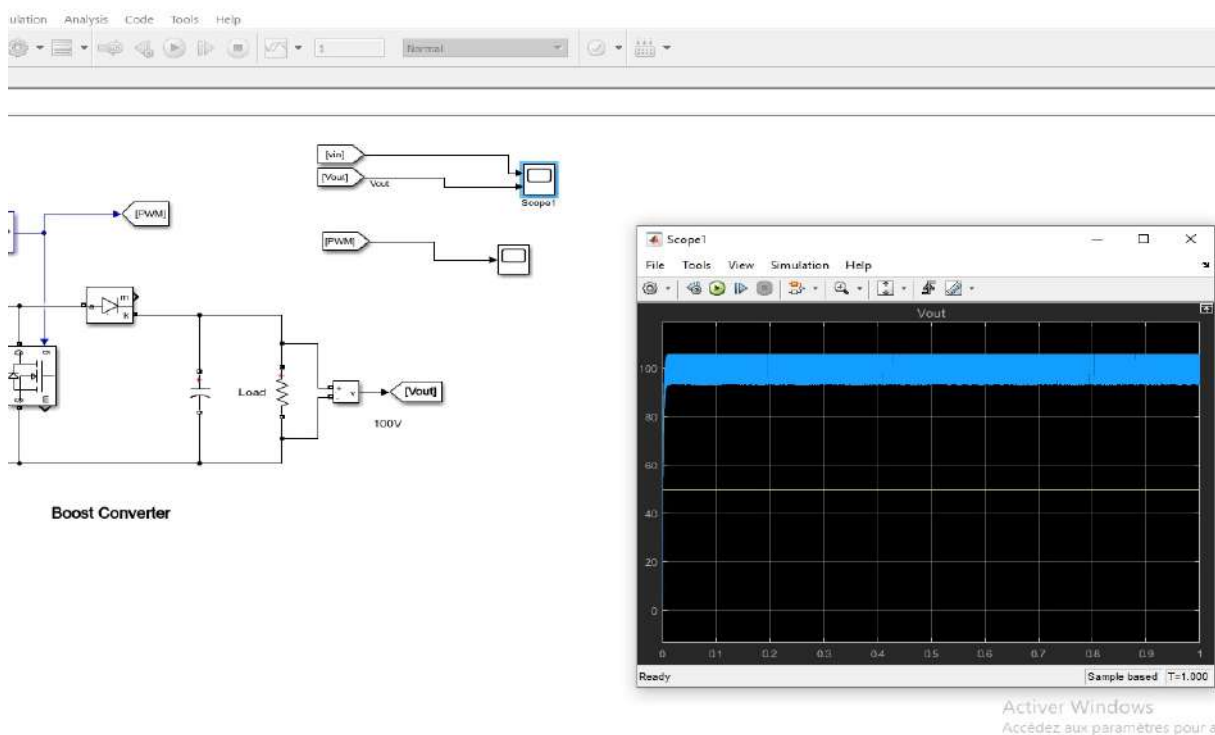 ulation Analysis Code Tools Help
1 Normal
[vin]
[Vout] Vout
Scope1
[PWM]
[PWM]
m
a
k
g
D
S
m
Load
+
-
v
[Vout]
100V
Boost Converter
Scope1
File Tools View Simulation Help
Vout
100
80
60
40
20
0
0 0.1 0.2 0.3 0.4 0.5 0.6 0.7 0.8 0.9 1
Ready Sample based T=1.000
Activer Windows
Accédez aux paramètres pour a